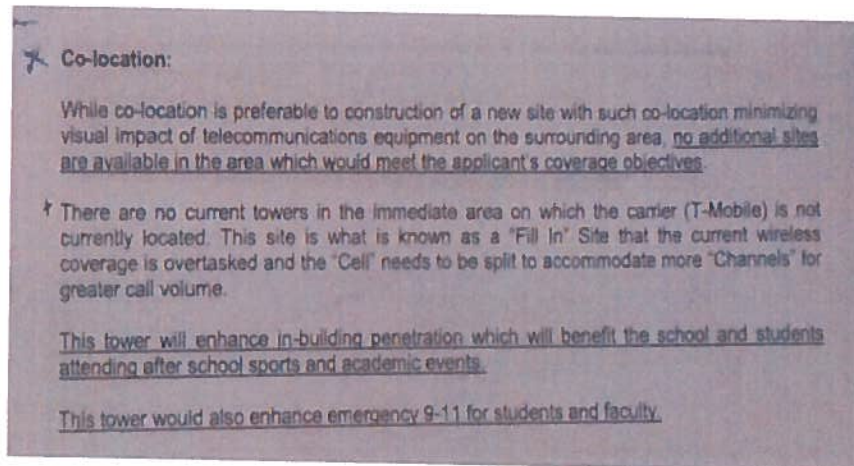 Co-location:
While co-location is preferable to construction of a new site with such co-location minimizing
visual impact of telecommunications equipment on the surrounding area, no additional sites
are available in the area which would meet the applicant's coverage objectives.
There are no current towers in the immediate area on which the carrier (T-Mobile) is not
currently located. This site is what is known as a "Fill In" Site that the current wireless
coverage is overtasked and the "Cell" needs to be split to accommodate more "Channels" for
greater call volume.
This tower will enhance in-building penetration which will benefit the school and students
attending after school sports and academic events.
This tower would also enhance emergency 9-11 for students and faculty.